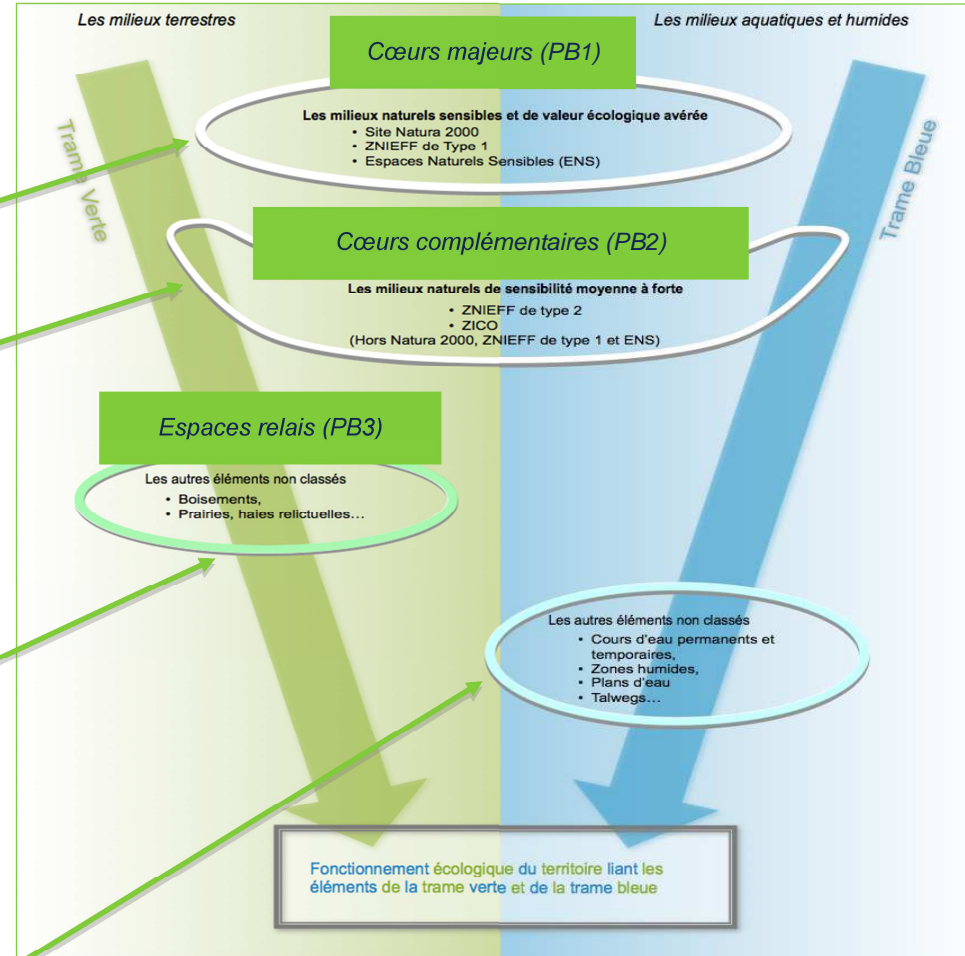 Les milieux terrestres
Les milieux aquatiques et humides
Cœurs majeurs (PB1)
Les milieux naturels sensibles et de valeur écologique avérée
• Site Natura 2000
• ZNIEFF de Type 1
• Espaces Naturels Sensibles (ENS)
Trame Verte
Trame Bleue
Cœurs complémentaires (PB2)
Les milieux naturels de sensibilité moyenne à forte
• ZNIEFF de type 2
• ZICO
(Hors Natura 2000, ZNIEFF de type 1 et ENS)
Espaces relais (PB3)
Les autres éléments non classés
• Boisements,
• Prairies, haies relictuelles…
Les autres éléments non classés
• Cours d'eau permanents et
temporaires,
• Zones humides,
• Plans d'eau
• Talwegs…
Fonctionnement écologique du territoire liant les
éléments de la trame verte et de la trame bleue